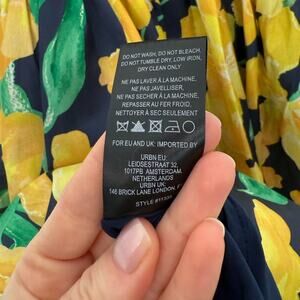 DO NOT WASH, DO NOT BLEACH,
DO NOT TUMBLE DRY, LOW IRON,
DRY CLEAN ONLY
NE PAS LAVER À LA MACHINE,
NE PAS JAVELLISER,
NE PAS SECHER A LA MACHINE,
REPASSER AU FER FROID,
NETTOYER À SEC SEULEMENT
FOR EU AND UK: IMPORTED BY
URBN EU:
LEIDSESTRAAT 32,
1017PB AMSTERDAM,
NETHERLANDS
URBN UK:
146 BRICK LANE LONDON,
STYLE